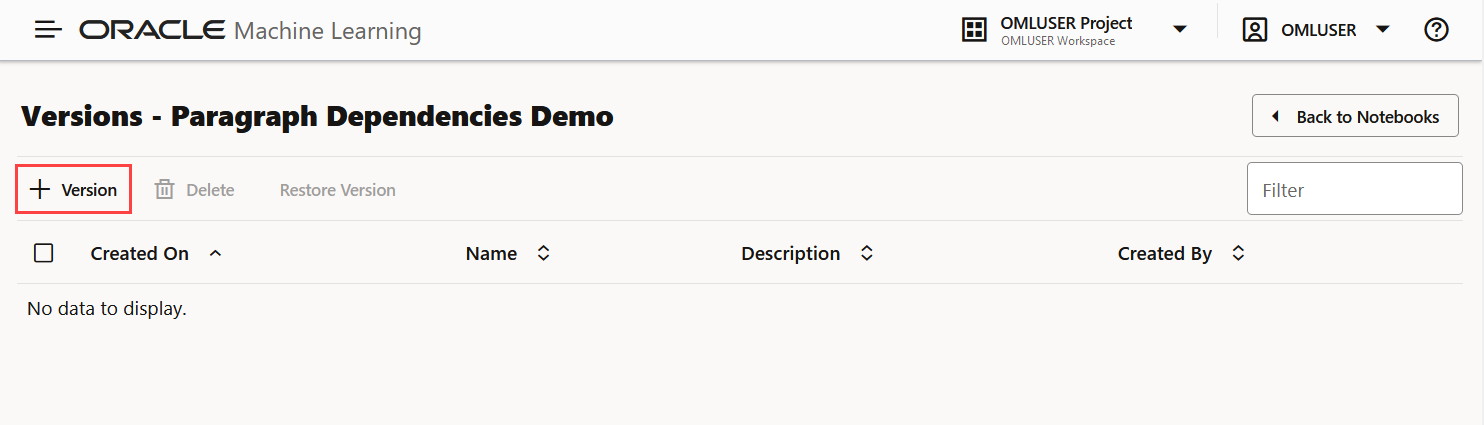 ORACLE Machine Learning
OMLUSER Project
OMLUSER Workspace
OMLUSER
Versions - Paragraph Dependencies Demo
Back to Notebooks
Version
Delete
Restore Version
Filter
Created On
Name
Description
Created By
No data to display.